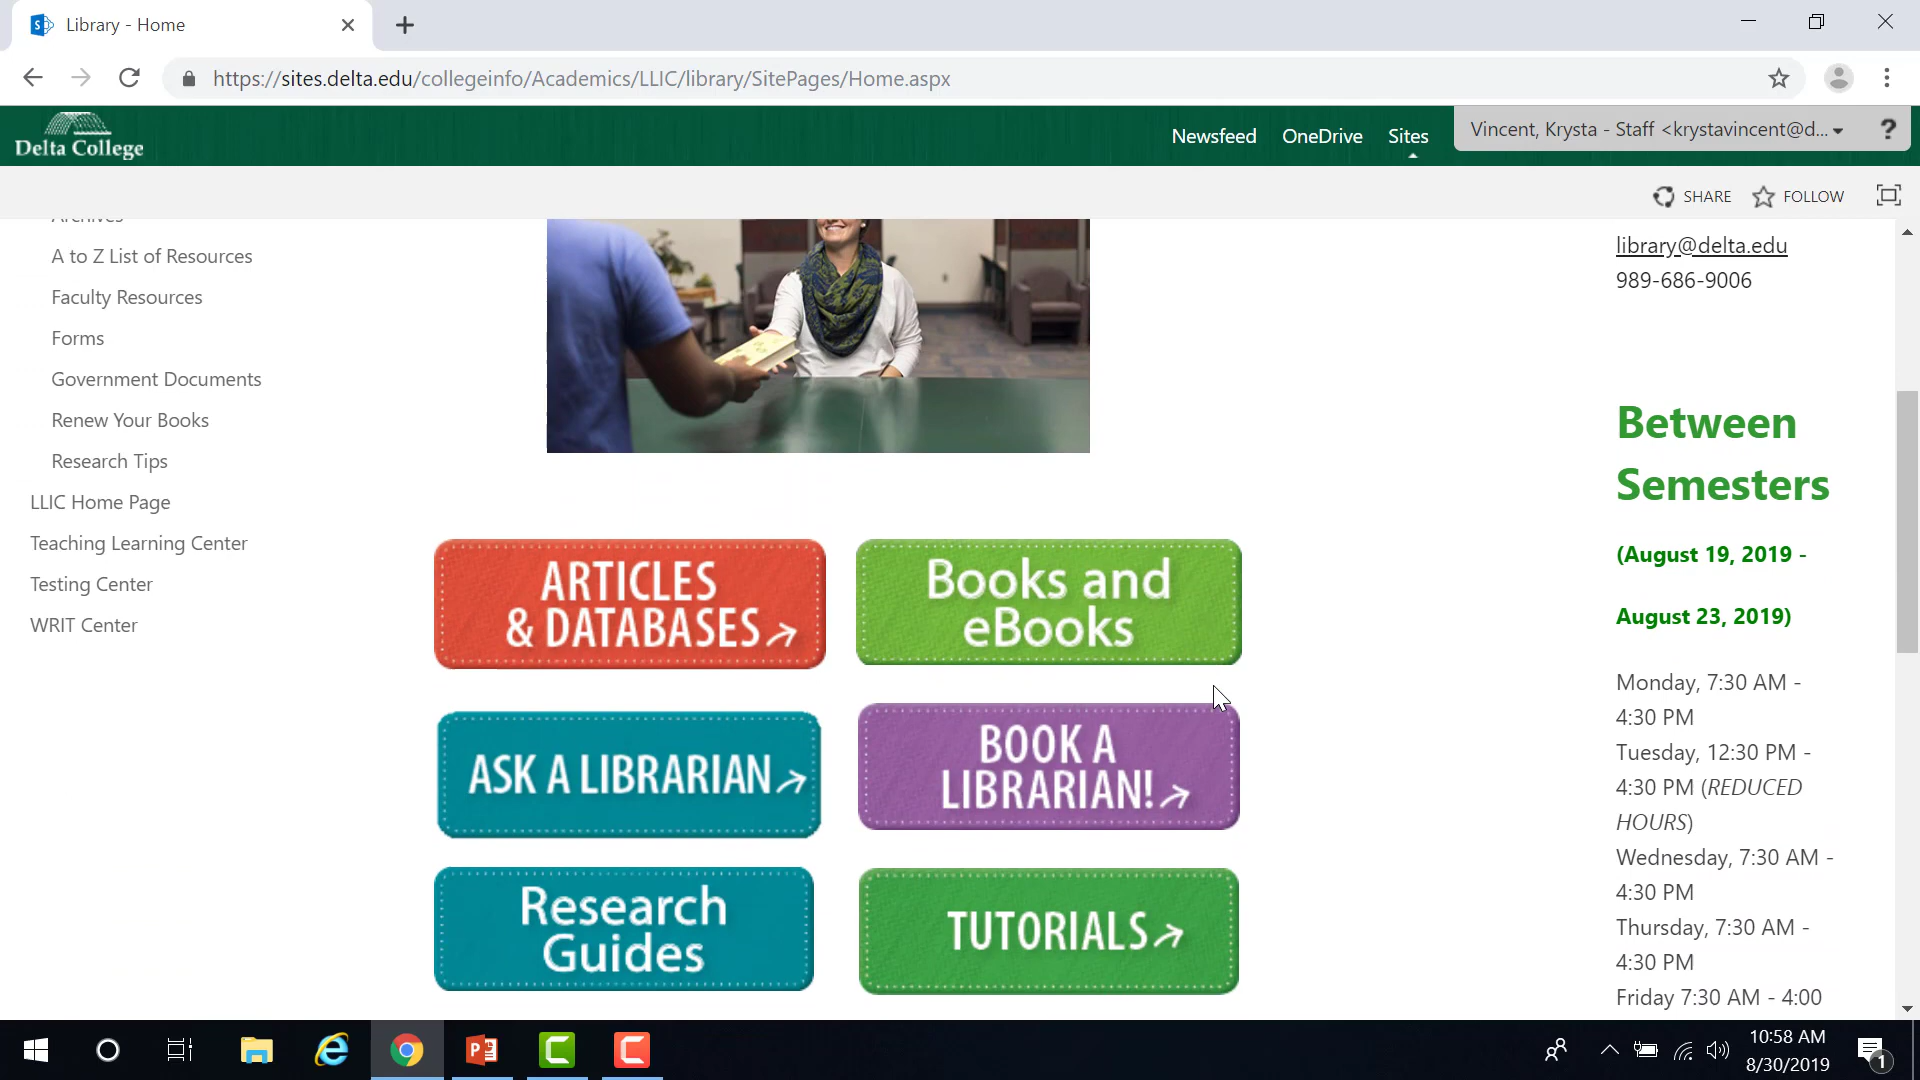 Library - Home
https://sites.delta.edu/collegeinfo/Academics/LLIC/library/SitePages/Home.aspx
Delta College
Newsfeed
OneDrive
Sites
Vincent, Krysta - Staff <krystavincent@d...
?
SHARE
FOLLOW
Archives
A to Z List of Resources
Faculty Resources
Forms
Government Documents
Renew Your Books
Research Tips
LLIC Home Page
Teaching Learning Center
Testing Center
WRIT Center
ARTICLES
& DATABASES
Books and
eBooks
ASK A LIBRARIAN
BOOK A
LIBRARIAN!
Research
Guides
TUTORIALS
library@delta.edu
989-686-9006
Between
Semesters
(August 19, 2019 -
August 23, 2019)
Monday, 7:30 AM -
4:30 PM
Tuesday, 12:30 PM -
4:30 PM (REDUCED
HOURS)
Wednesday, 7:30 AM -
4:30 PM
Thursday, 7:30 AM -
4:30 PM
Friday 7:30 AM - 4:00
10:58 AM
8/30/2019
1